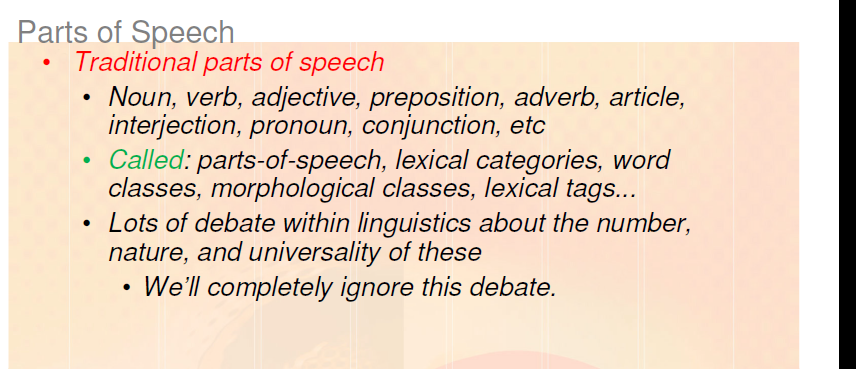 Parts of Speech
• Traditional parts of speech
• Noun, verb, adjective, preposition, adverb, article,
interjection, pronoun, conjunction, etc
• Called: parts-of-speech, lexical categories, word
classes, morphological classes, lexical tags...
• Lots of debate within linguistics about the number,
nature, and universality of these
• We’ll completely ignore this debate.